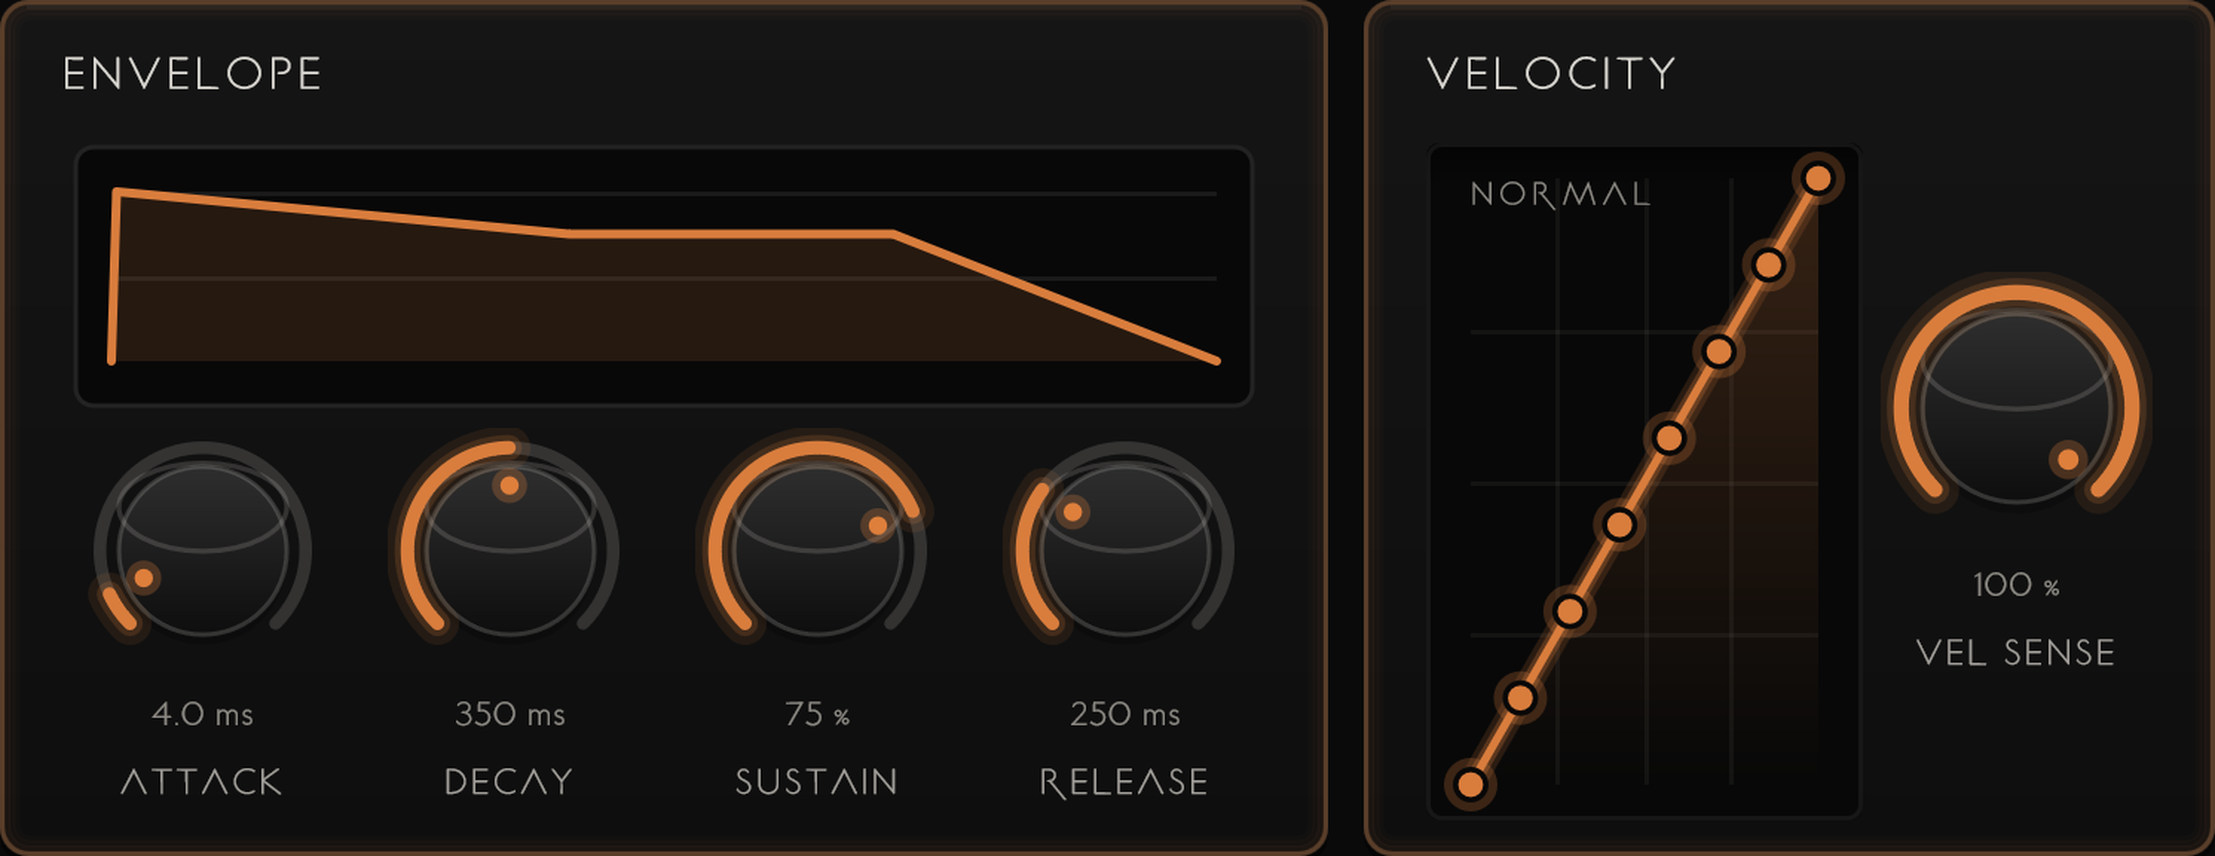 ENVELOPE
4.0 ms
ATTACK
350 ms
DECAY
75 %
SUSTAIN
250 ms
RELEASE
VELOCITY
NORMAL
100 %
VEL SENSE